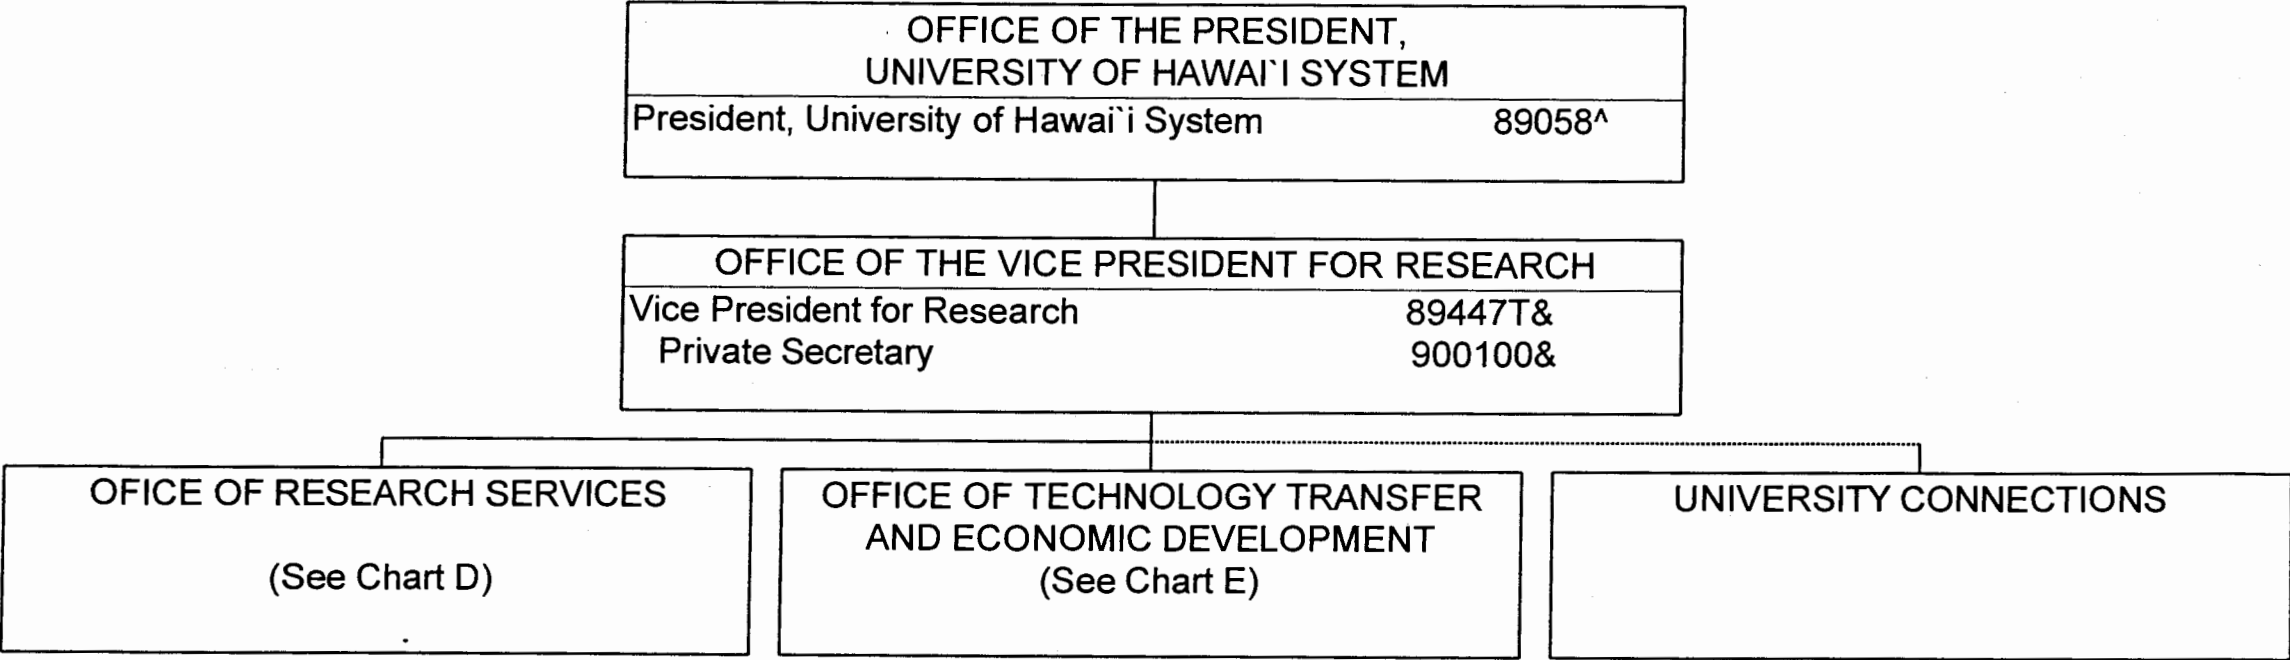 OFFICE OF THE PRESIDENT,
UNIVERSITY OF HAWAI`I SYSTEM
President, University of Hawai`i System 89058^
OFFICE OF THE VICE PRESIDENT FOR RESEARCH
Vice President for Research 89447T&
Private Secretary 900100&
OFICE OF RESEARCH SERVICES
(See Chart D)
OFFICE OF TECHNOLOGY TRANSFER
AND ECONOMIC DEVELOPMENT
(See Chart E)
UNIVERSITY CONNECTIONS